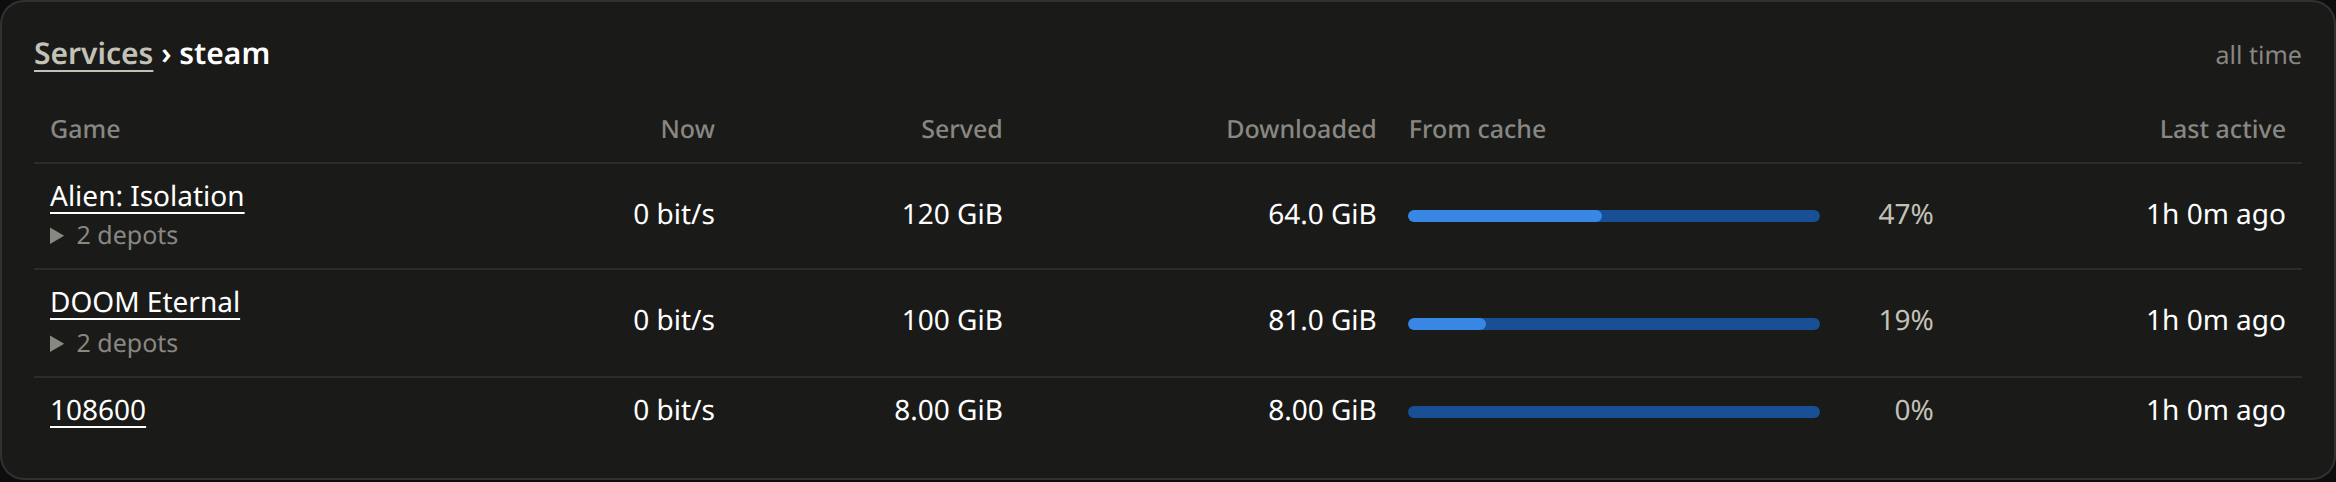 Services › steam
all time
Game Now Served Downloaded From cache Last active
Alien: Isolation 0 bit/s 120 GiB 64.0 GiB 47% 1h 0m ago
▶ 2 depots
DOOM Eternal 0 bit/s 100 GiB 81.0 GiB 19% 1h 0m ago
▶ 2 depots
108600 0 bit/s 8.00 GiB 8.00 GiB 0% 1h 0m ago